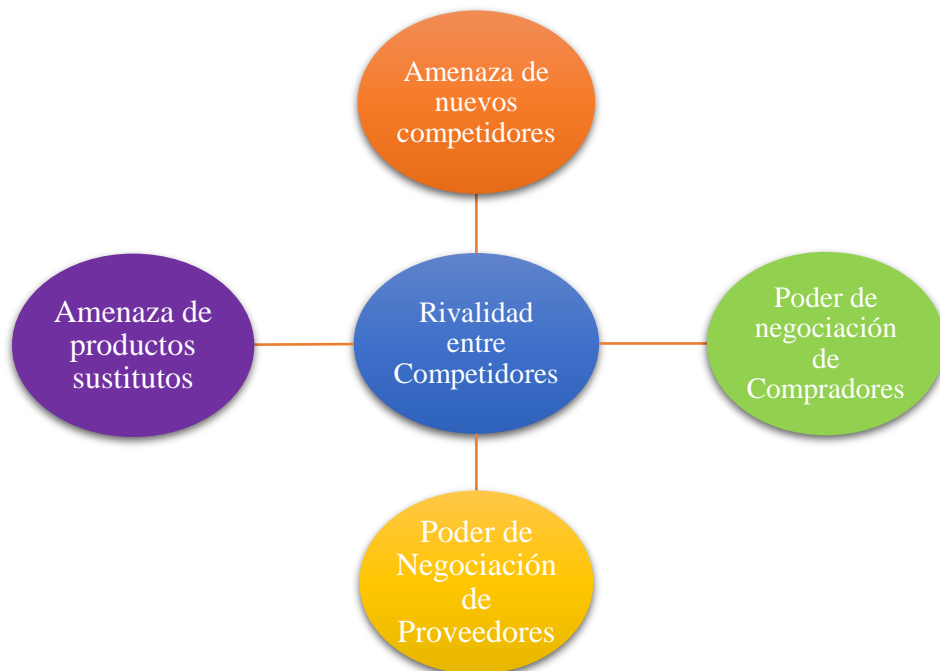 Amenaza de
nuevos
competidores
Amenaza de
productos
sustitutos
Rivalidad
entre
Competidores
Poder de
negociación
de
Compradores
Poder de
Negociación
de
Proveedores